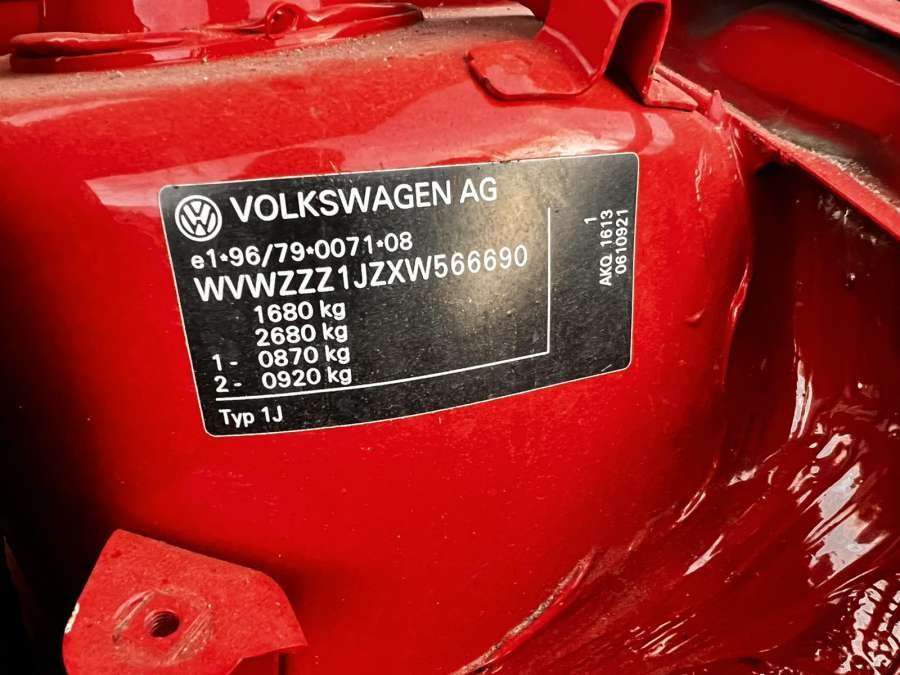 VOLKSWAGEN AG
e1*96/79*0071*08
WVWZZZ1JZXW566690
1680 kg
2680 kg
1- 0870 kg
2- 0920 kg
Typ 1J
1
AKQ 1613
0610921